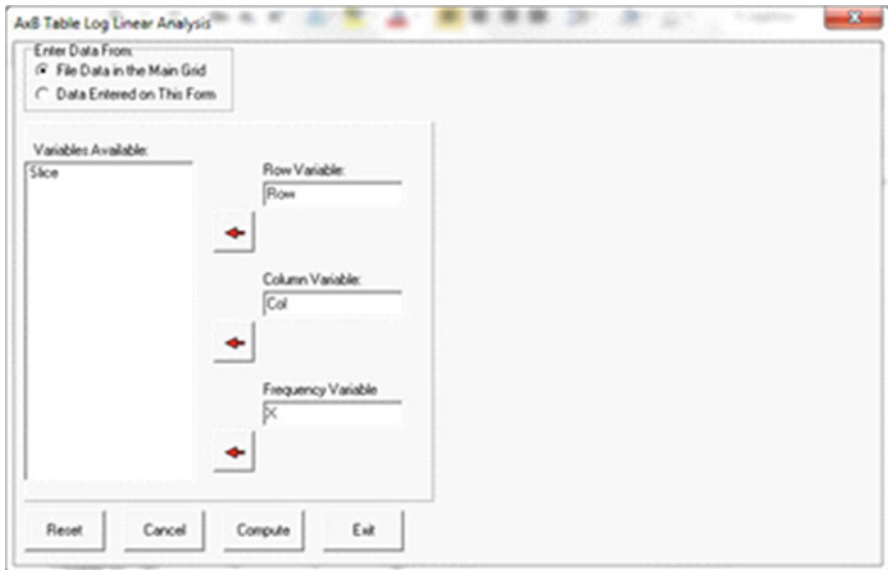 AxB Table Log Linear Analysis
Enter Data From:
File Data in the Main Grid
Data Entered on This Form
Variables Available:
Slice
Row Variable:
Row
Column Variable:
Col
Frequency Variable
X
Reset
Cancel
Compute
Exit